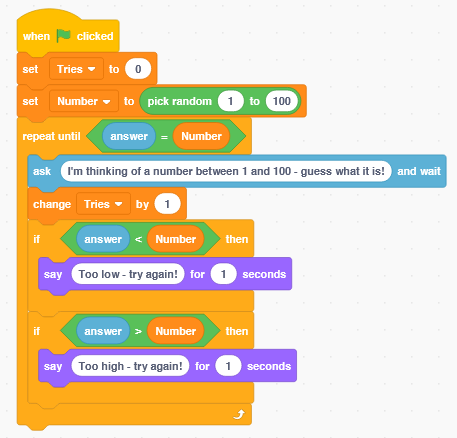 when clicked
set Tries to 0
set Number to pick random 1 to 100
repeat until answer = Number
ask I'm thinking of a number between 1 and 100 - guess what it is! and wait
change Tries by 1
if answer < Number then
say Too low - try again! for 1 seconds
if answer > Number then
say Too high - try again! for 1 seconds